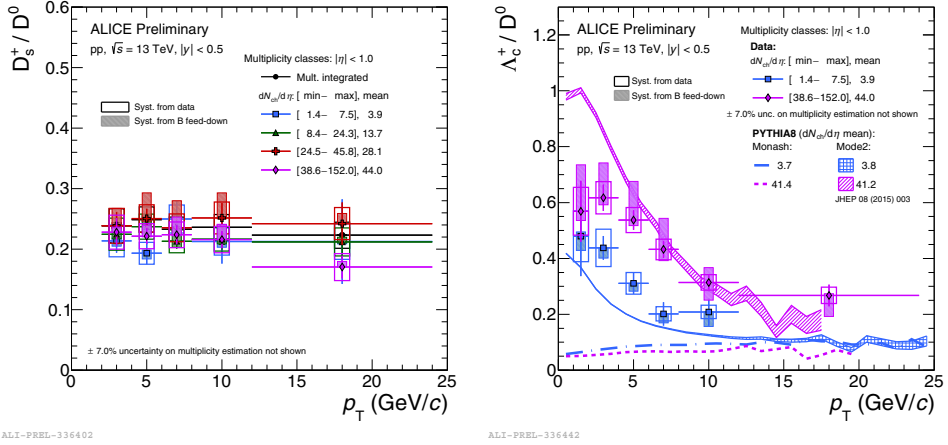 D_s^+ / D^0
ALICE Preliminary
pp, √s = 13 TeV, |y| < 0.5
Multiplicity classes: |η| < 1.0
Mult. integrated
dN_ch/dη: [ min− max], mean
[ 1.4− 7.5], 3.9
[ 8.4− 24.3], 13.7
[24.5− 45.8], 28.1
[38.6−152.0], 44.0
Syst. from data
Syst. from B feed-down
± 7.0% uncertainty on multiplicity estimation not shown
0.6
0.5
0.4
0.3
0.2
0.1
0
0 5 10 15 20 25
p_T (GeV/c)
ALI-PREL-336402
Λ_c^+ / D^0
ALICE Preliminary
pp, √s = 13 TeV, |y| < 0.5
Multiplicity classes: |η| < 1.0
Data:
dN_ch/dη: [ min− max], mean
[ 1.4− 7.5], 3.9
[38.6−152.0], 44.0
± 7.0% unc. on multiplicity estimation not shown
Syst. from data
Syst. from B feed-down
PYTHIA8 (dN_ch/dη mean):
Monash: Mode2:
3.7 3.8
41.4 41.2
JHEP 08 (2015) 003
1.2
1
0.8
0.6
0.4
0.2
0
0 5 10 15 20 25
p_T (GeV/c)
ALI-PREL-336442